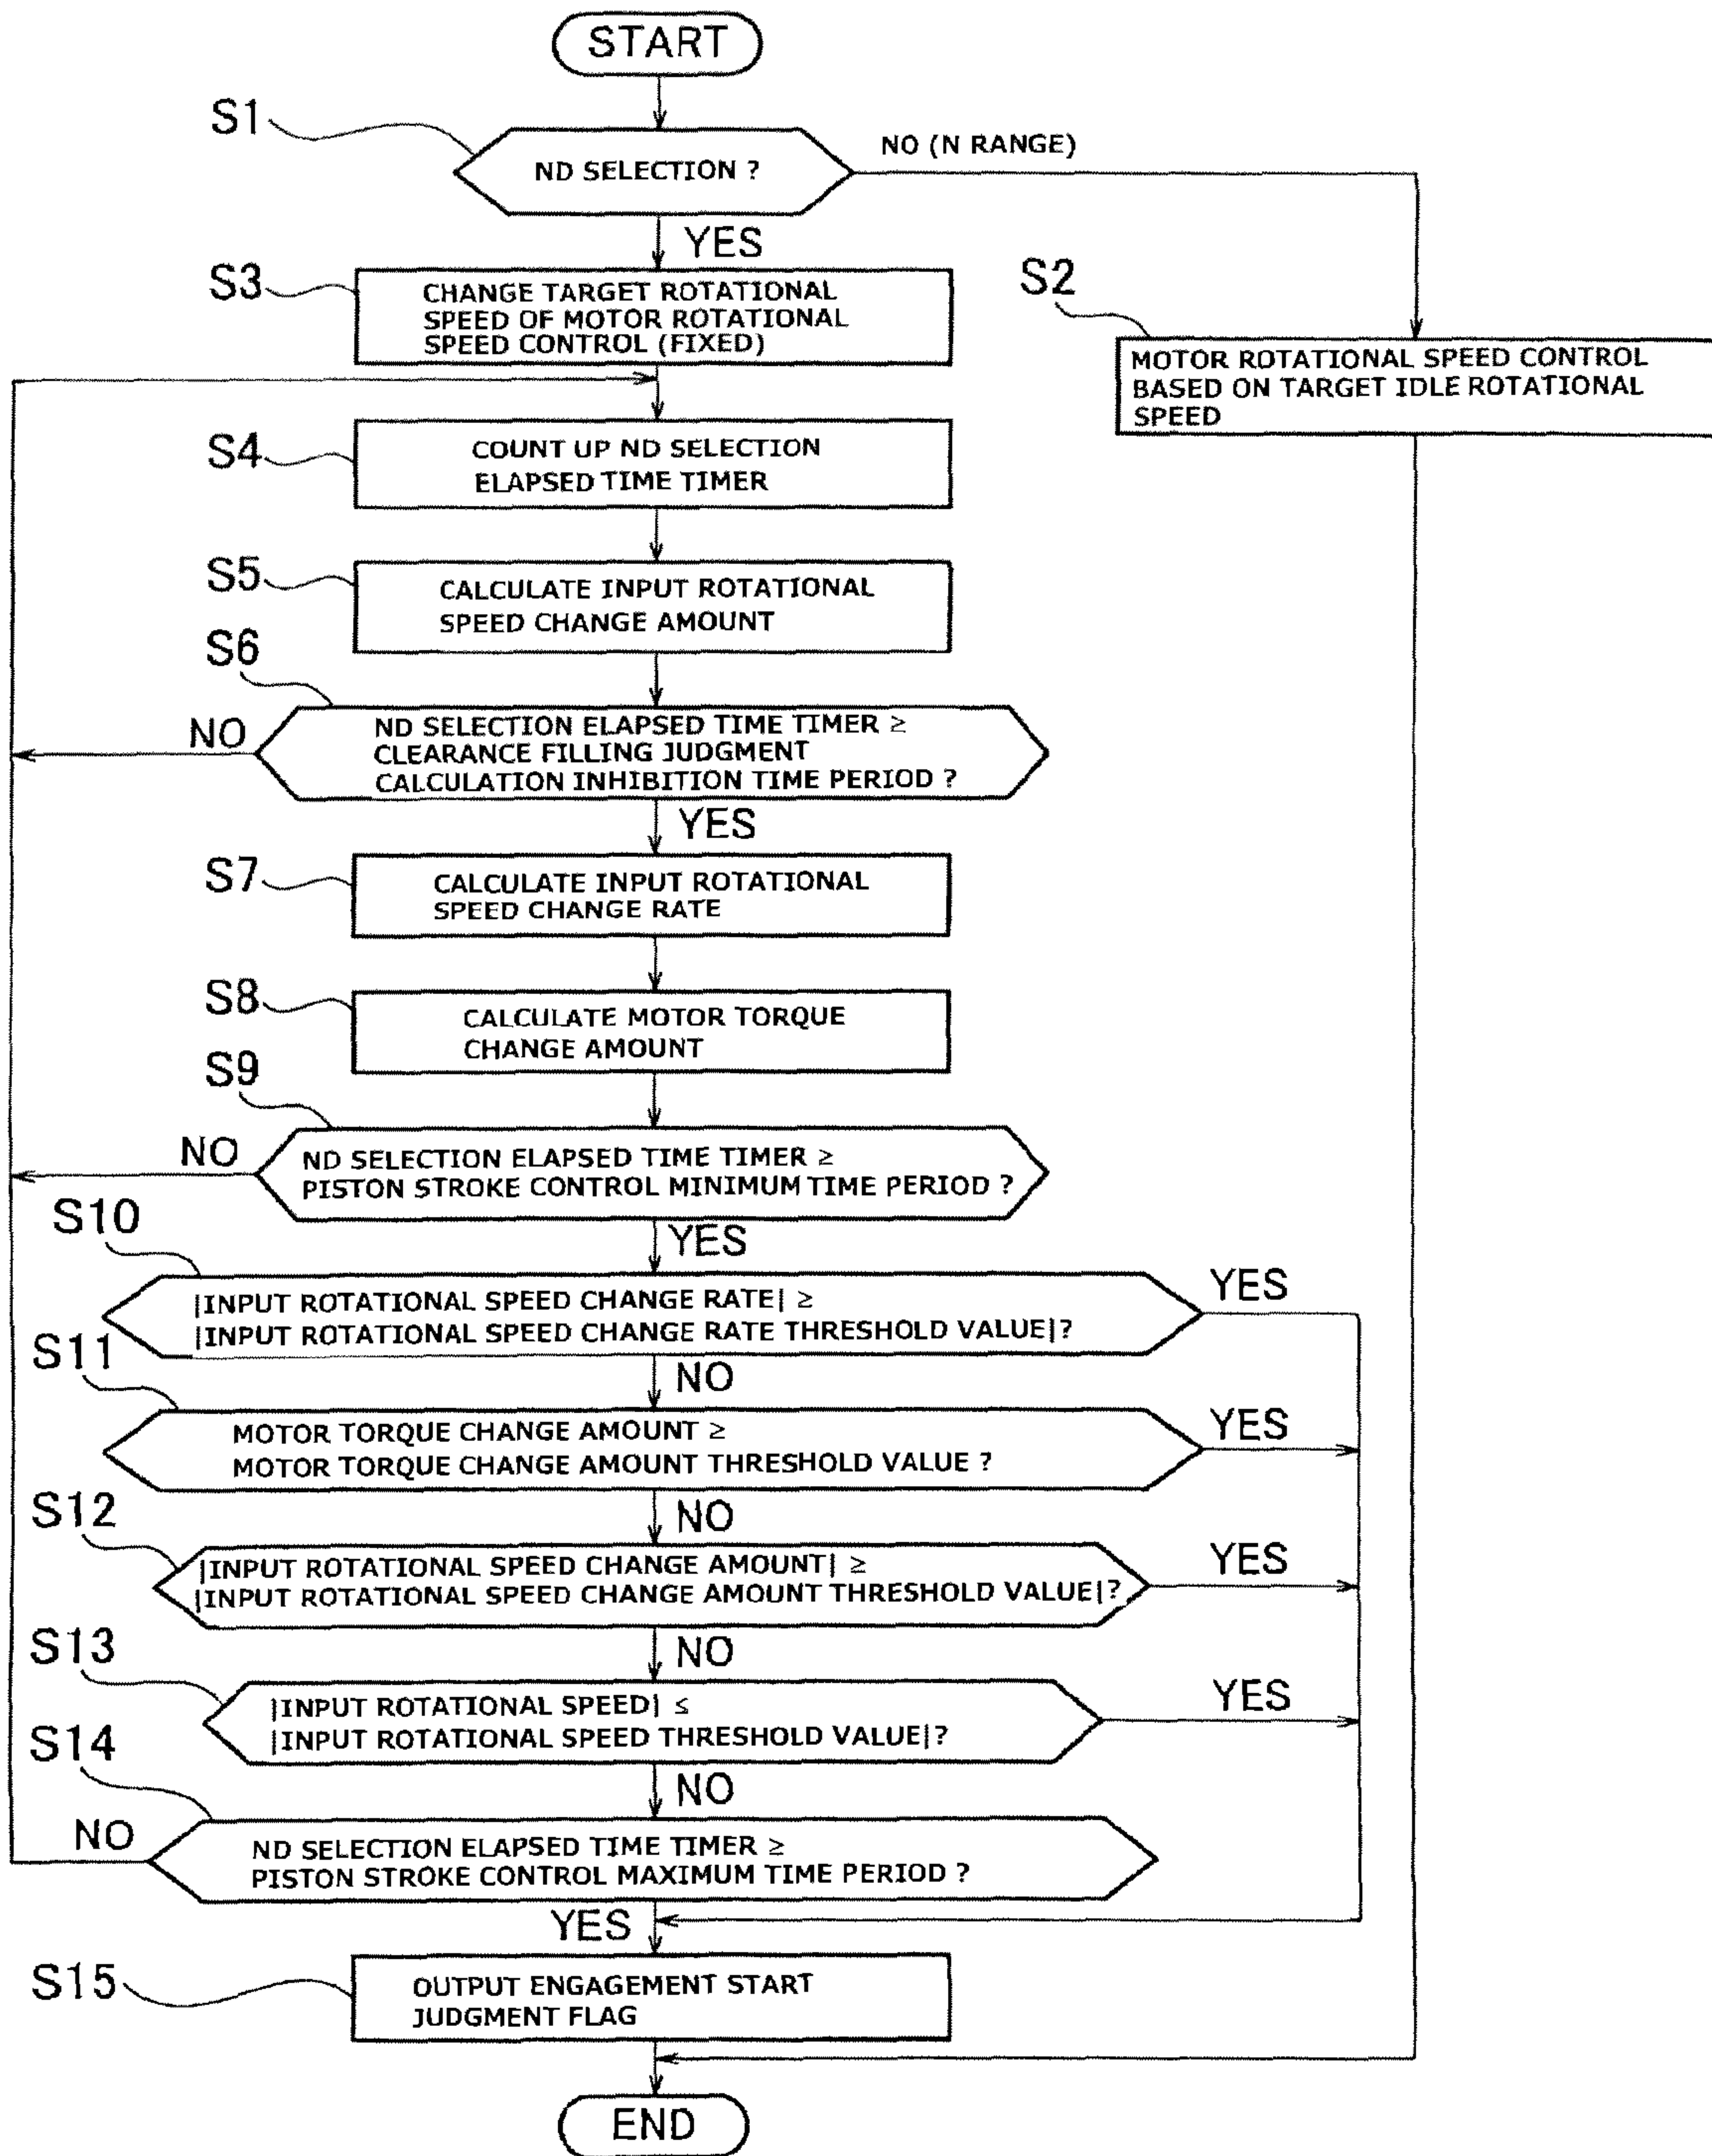 START
S1
ND SELECTION ?
NO (N RANGE)
YES
S3
CHANGE TARGET ROTATIONAL
SPEED OF MOTOR ROTATIONAL
SPEED CONTROL (FIXED)
S2
MOTOR ROTATIONAL SPEED CONTROL
BASED ON TARGET IDLE ROTATIONAL
SPEED
S4
COUNT UP ND SELECTION
ELAPSED TIME TIMER
S5
CALCULATE INPUT ROTATIONAL
SPEED CHANGE AMOUNT
S6
NO
ND SELECTION ELAPSED TIME TIMER ≥
CLEARANCE FILLING JUDGMENT
CALCULATION INHIBITION TIME PERIOD ?
YES
S7
CALCULATE INPUT ROTATIONAL
SPEED CHANGE RATE
S8
CALCULATE MOTOR TORQUE
CHANGE AMOUNT
S9
NO
ND SELECTION ELAPSED TIME TIMER ≥
PISTON STROKE CONTROL MINIMUM TIME PERIOD ?
YES
S10
|INPUT ROTATIONAL SPEED CHANGE RATE| ≥
|INPUT ROTATIONAL SPEED CHANGE RATE THRESHOLD VALUE|?
YES
NO
S11
MOTOR TORQUE CHANGE AMOUNT ≥
MOTOR TORQUE CHANGE AMOUNT THRESHOLD VALUE ?
YES
NO
S12
|INPUT ROTATIONAL SPEED CHANGE AMOUNT| ≥
|INPUT ROTATIONAL SPEED CHANGE AMOUNT THRESHOLD VALUE|?
YES
NO
S13
|INPUT ROTATIONAL SPEED| ≤
|INPUT ROTATIONAL SPEED THRESHOLD VALUE|?
YES
NO
S14
NO
ND SELECTION ELAPSED TIME TIMER ≥
PISTON STROKE CONTROL MAXIMUM TIME PERIOD ?
YES
S15
OUTPUT ENGAGEMENT START
JUDGMENT FLAG
END